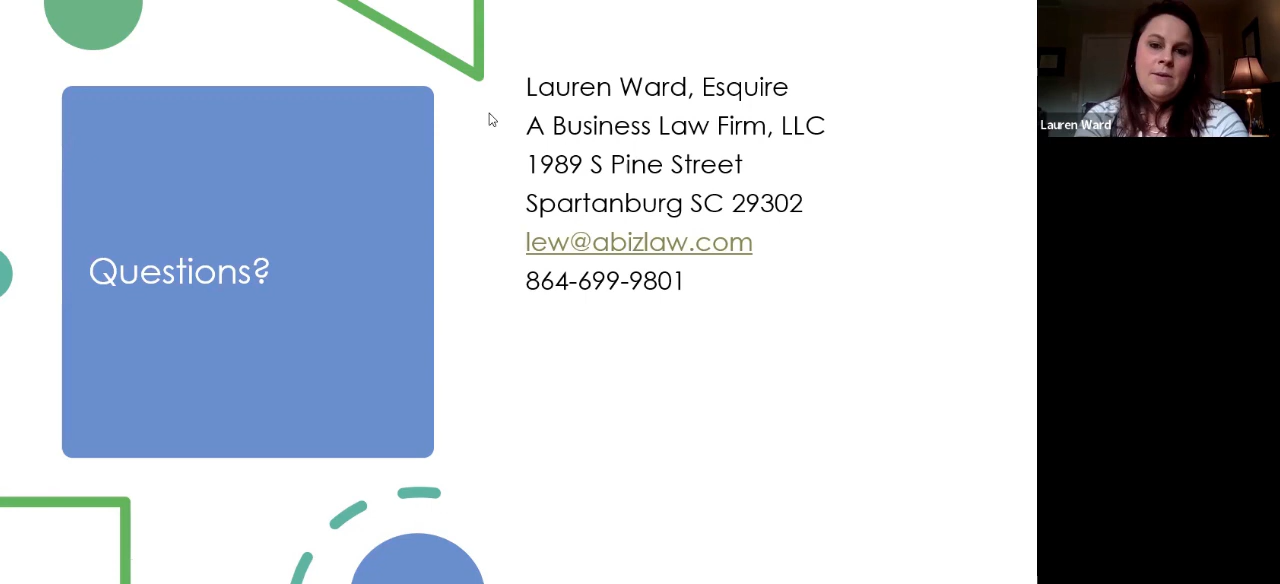 Questions?
Lauren Ward, Esquire
A Business Law Firm, LLC
1989 S Pine Street
Spartanburg SC 29302
lew@abizlaw.com
864-699-9801
Lauren Ward